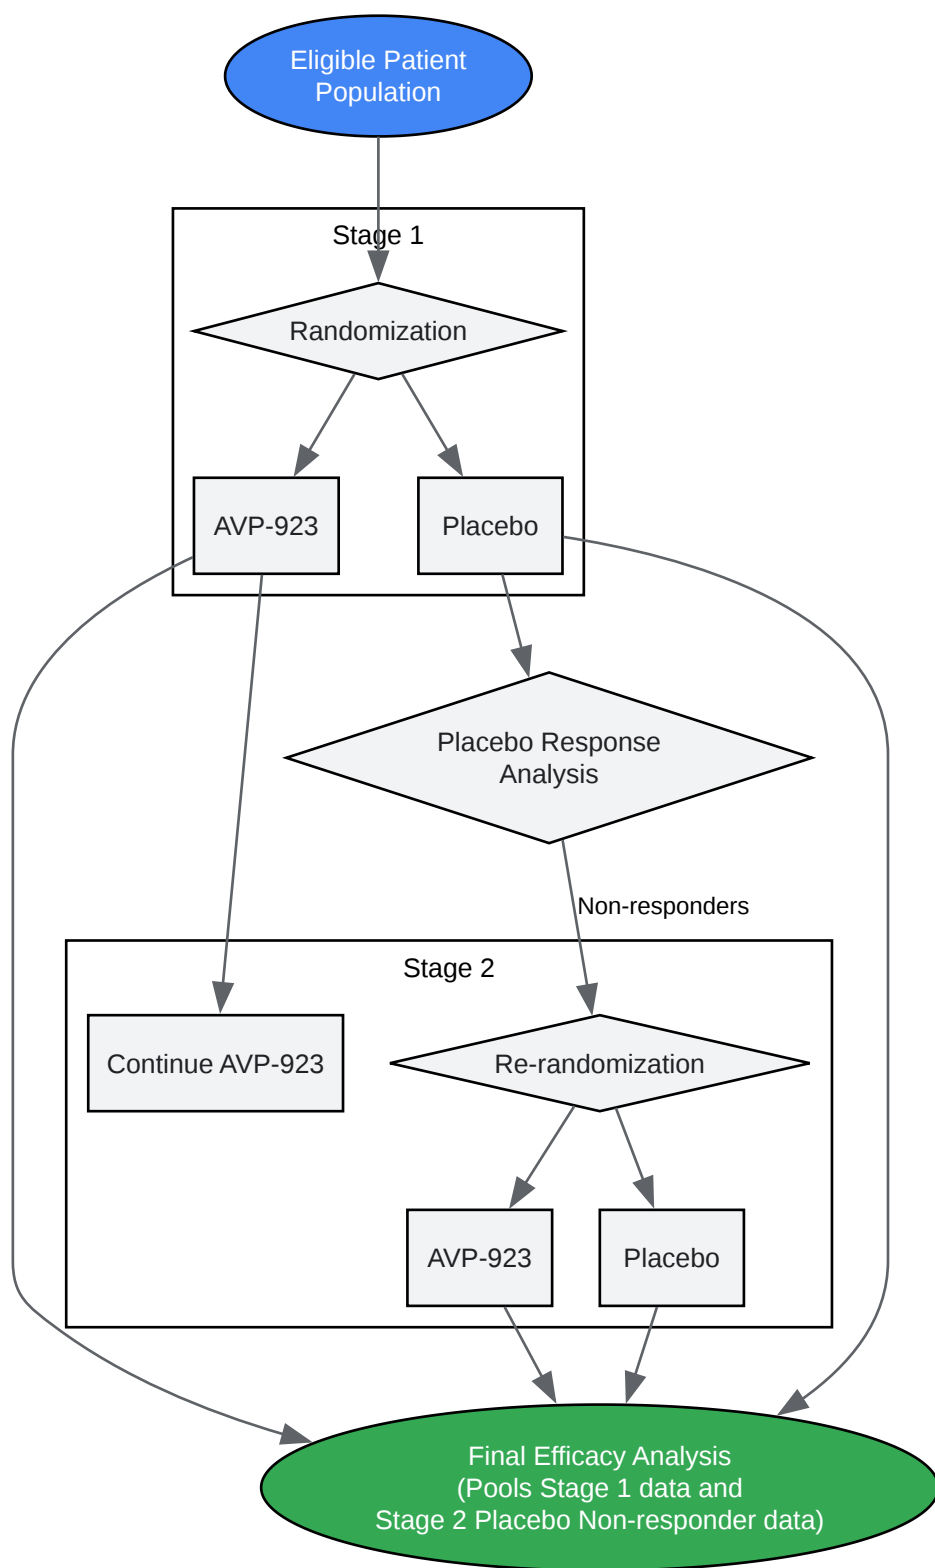 Eligible Patient
Population
Stage 1
Randomization
AVP-923
Placebo
Placebo Response
Analysis
Non-responders
Stage 2
Continue AVP-923
Re-randomization
AVP-923
Placebo
Final Efficacy Analysis
(Pools Stage 1 data and
Stage 2 Placebo Non-responder data)